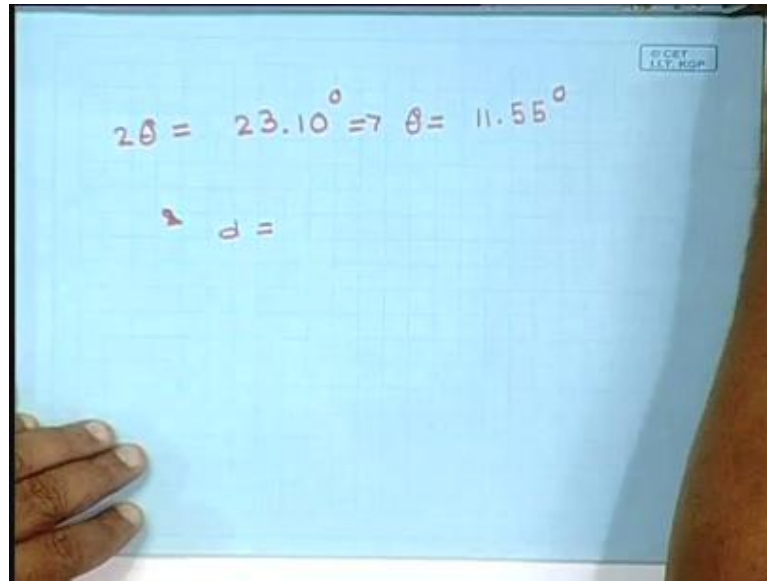 © CET
I.I.T. KGP
2θ = 23.10° => θ = 11.55°
d =